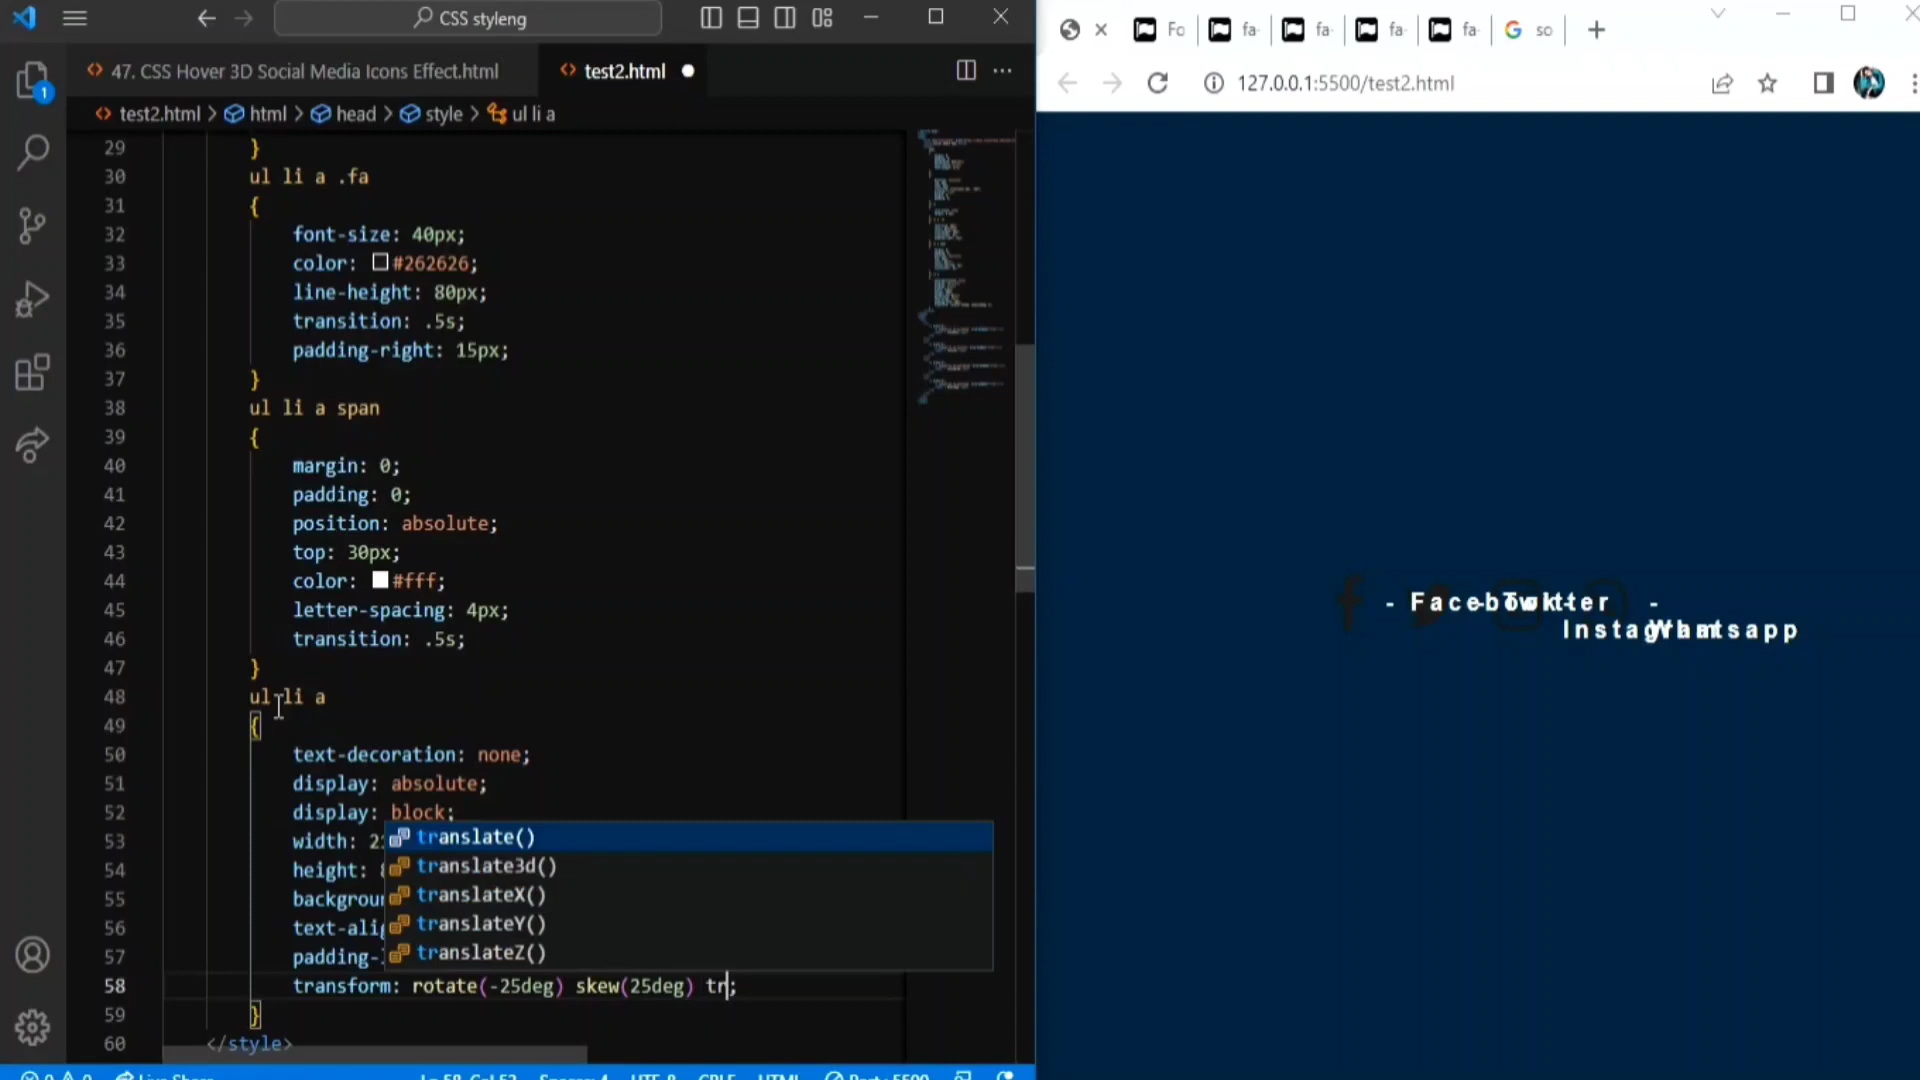 CSS styleng
47. CSS Hover 3D Social Media Icons Effect.html
test2.html
test2.html > html > head > style > ul li a
29 }
30 ul li a .fa
31 {
32 font-size: 40px;
33 color: #262626;
34 line-height: 80px;
35 transition: .5s;
36 padding-right: 15px;
37 }
38 ul li a span
39 {
40 margin: 0;
41 padding: 0;
42 position: absolute;
43 top: 30px;
44 color: #fff;
45 letter-spacing: 4px;
46 transition: .5s;
47 }
48 ul li a
49 {
50 text-decoration: none;
51 display: absolute;
52 display: block;
53 width: 2
54 height:
55 backgrou
56 text-alig
57 padding-
58 transform: rotate(-25deg) skew(25deg) tr;
59 }
60 </style>
translate()
translate3d()
translateX()
translateY()
translateZ()
1
Fo
fa-
fa-
fa-
fa-
so
127.0.0.1:5500/test2.html
- Facebook
- Twitter
-
Instagram
Whatsapp